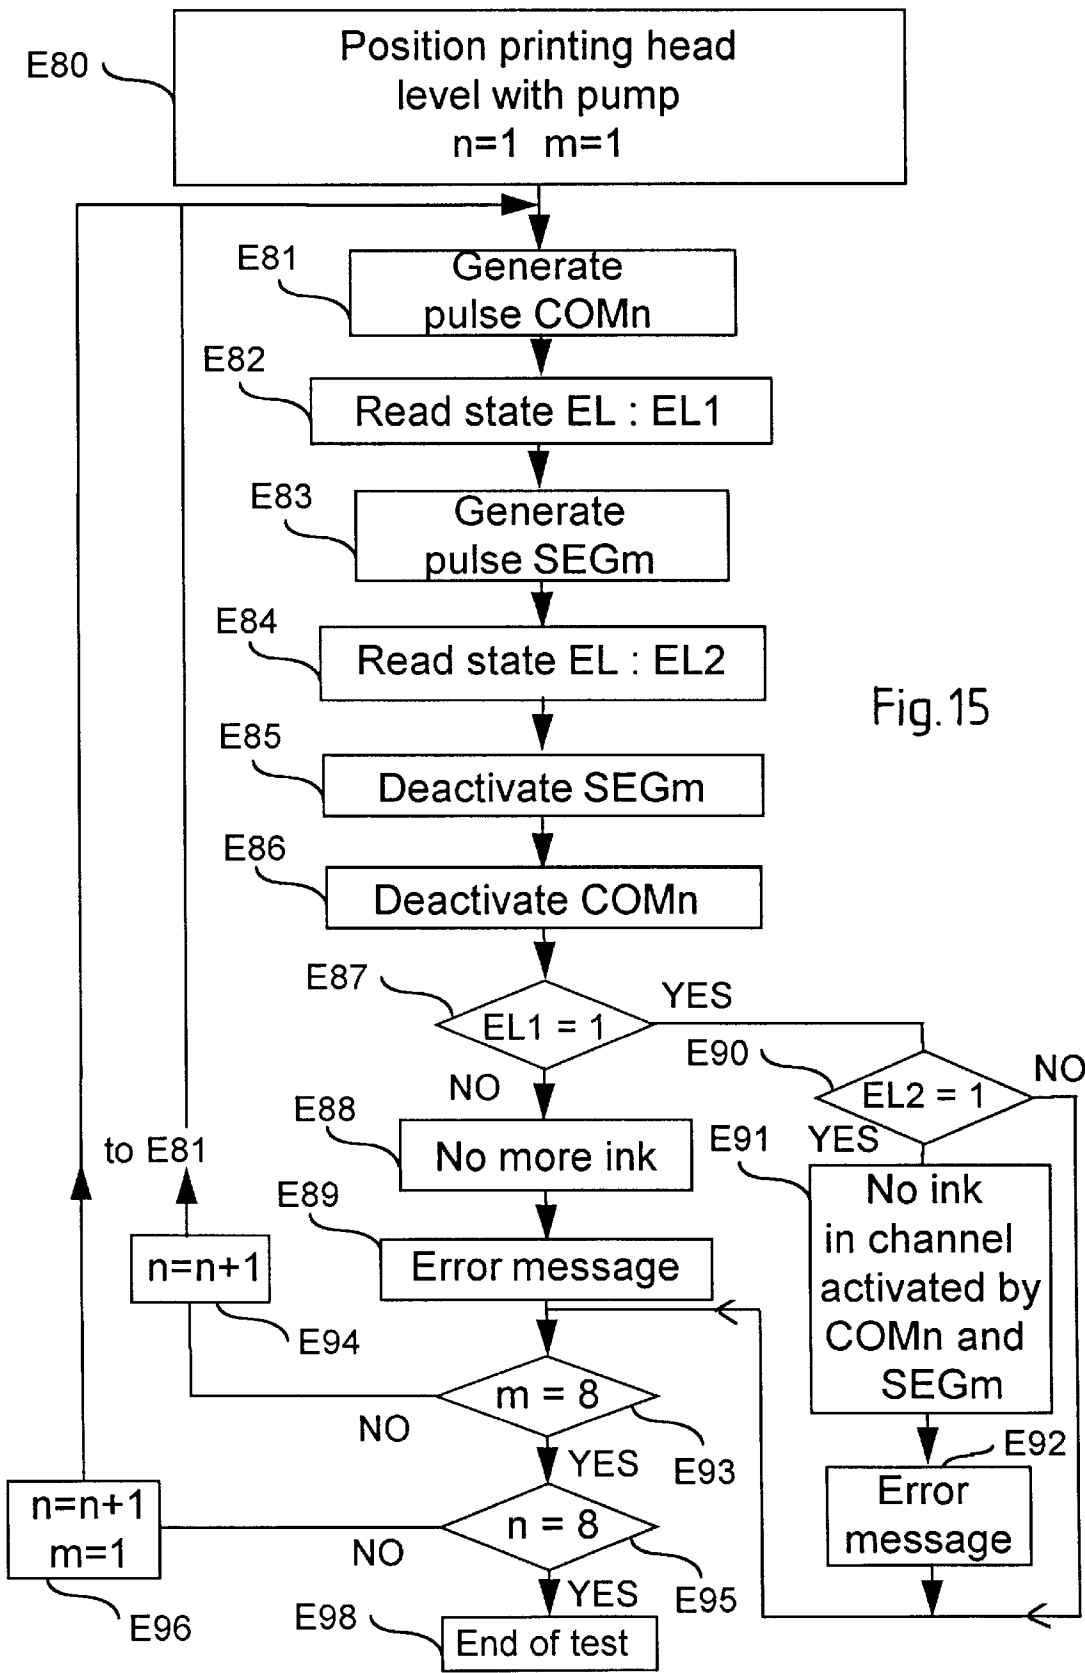 E80
Position printing head
level with pump
n=1 m=1
E81
Generate
pulse COMn
E82
Read state EL : EL1
E83
Generate
pulse SEGm
E84
Read state EL : EL2
Fig.15
E85
Deactivate SEGm
E86
Deactivate COMn
E87
EL1 = 1
YES
NO
E90
EL2 = 1
NO
YES
E88
No more ink
E91
No ink
in channel
activated by
COMn and
SEGm
to E81
E89
Error message
n=n+1
E94
m = 8
NO
E93
YES
E92
Error
message
n=n+1
m=1
E96
n = 8
NO
E95
YES
E98
End of test